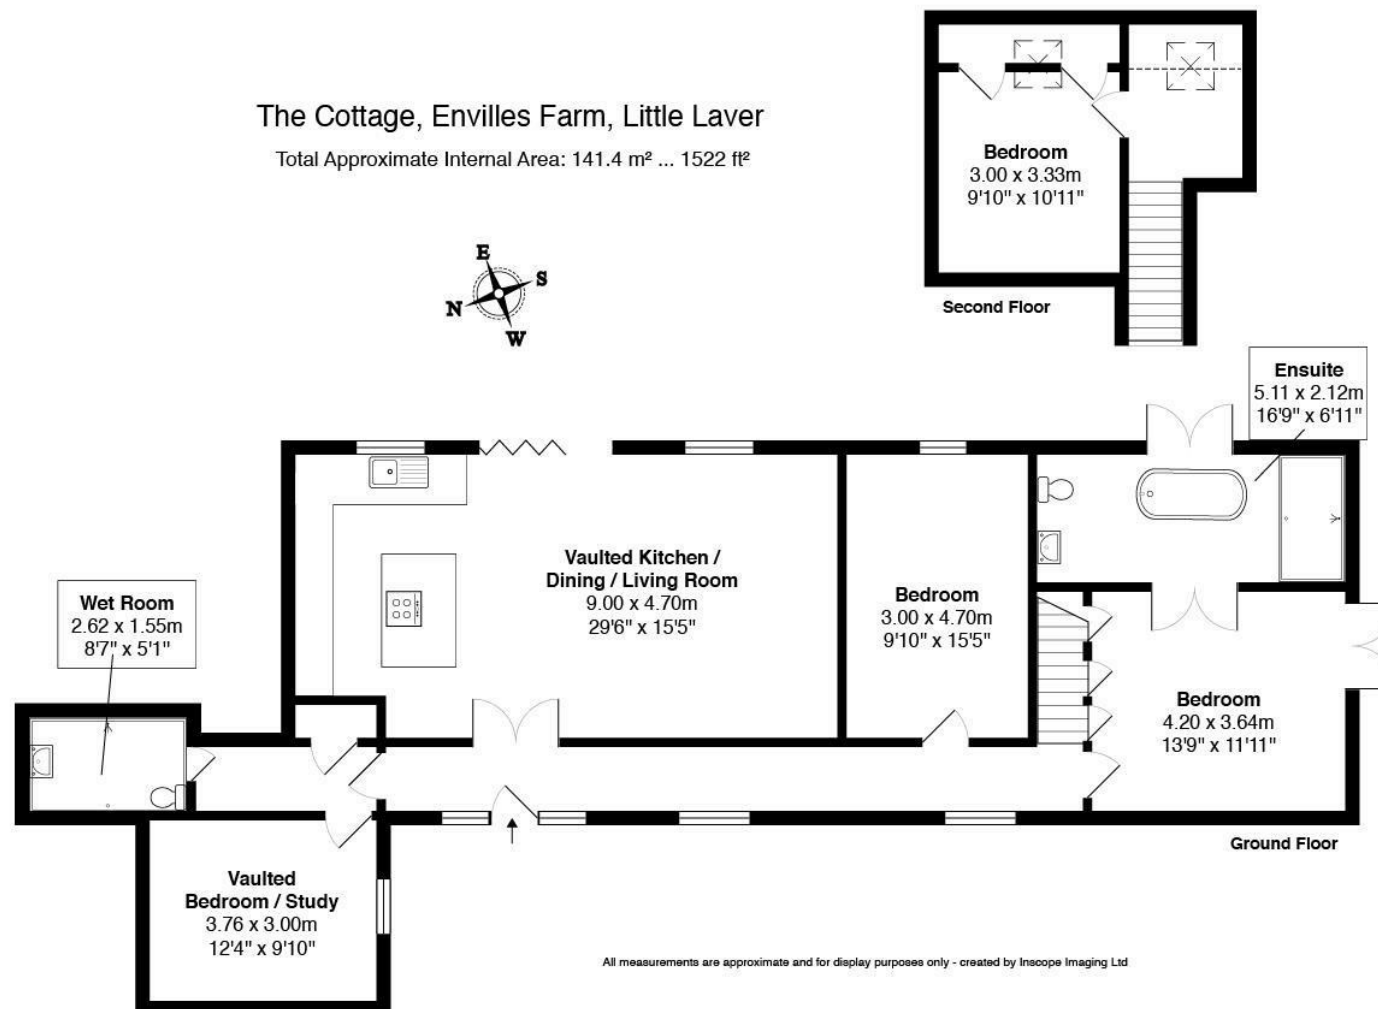 The Cottage, Envilles Farm, Little Laver
Total Approximate Internal Area: 141.4 m² ... 1522 ft²
E
S
N
W
Bedroom
3.00 x 3.33m
9'10" x 10'11"
Second Floor
Ensuite
5.11 x 2.12m
16'9" x 6'11"
Vaulted Kitchen /
Dining / Living Room
9.00 x 4.70m
29'6" x 15'5"
Bedroom
3.00 x 4.70m
9'10" x 15'5"
Wet Room
2.62 x 1.55m
8'7" x 5'1"
Bedroom
4.20 x 3.64m
13'9" x 11'11"
Ground Floor
Vaulted
Bedroom / Study
3.76 x 3.00m
12'4" x 9'10"
All measurements are approximate and for display purposes only - created by Inscope Imaging Ltd